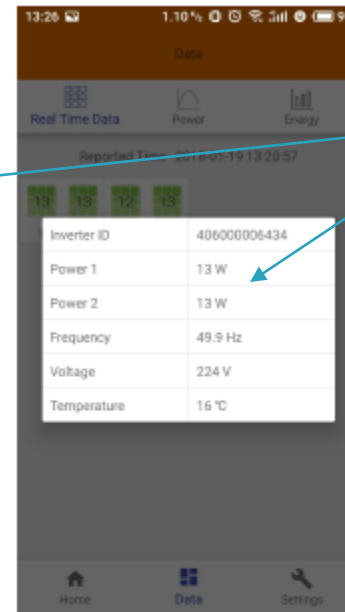 13:26 1.10% 9
Data
Real Time Data Power Energy
Reported Time 2018-01-19 13:20:57
13 13 12 13
Inverter ID 406000006434
Power 1 13 W
Power 2 13 W
Frequency 49.9 Hz
Voltage 224 V
Temperature 16 ℃
Home Data Settings